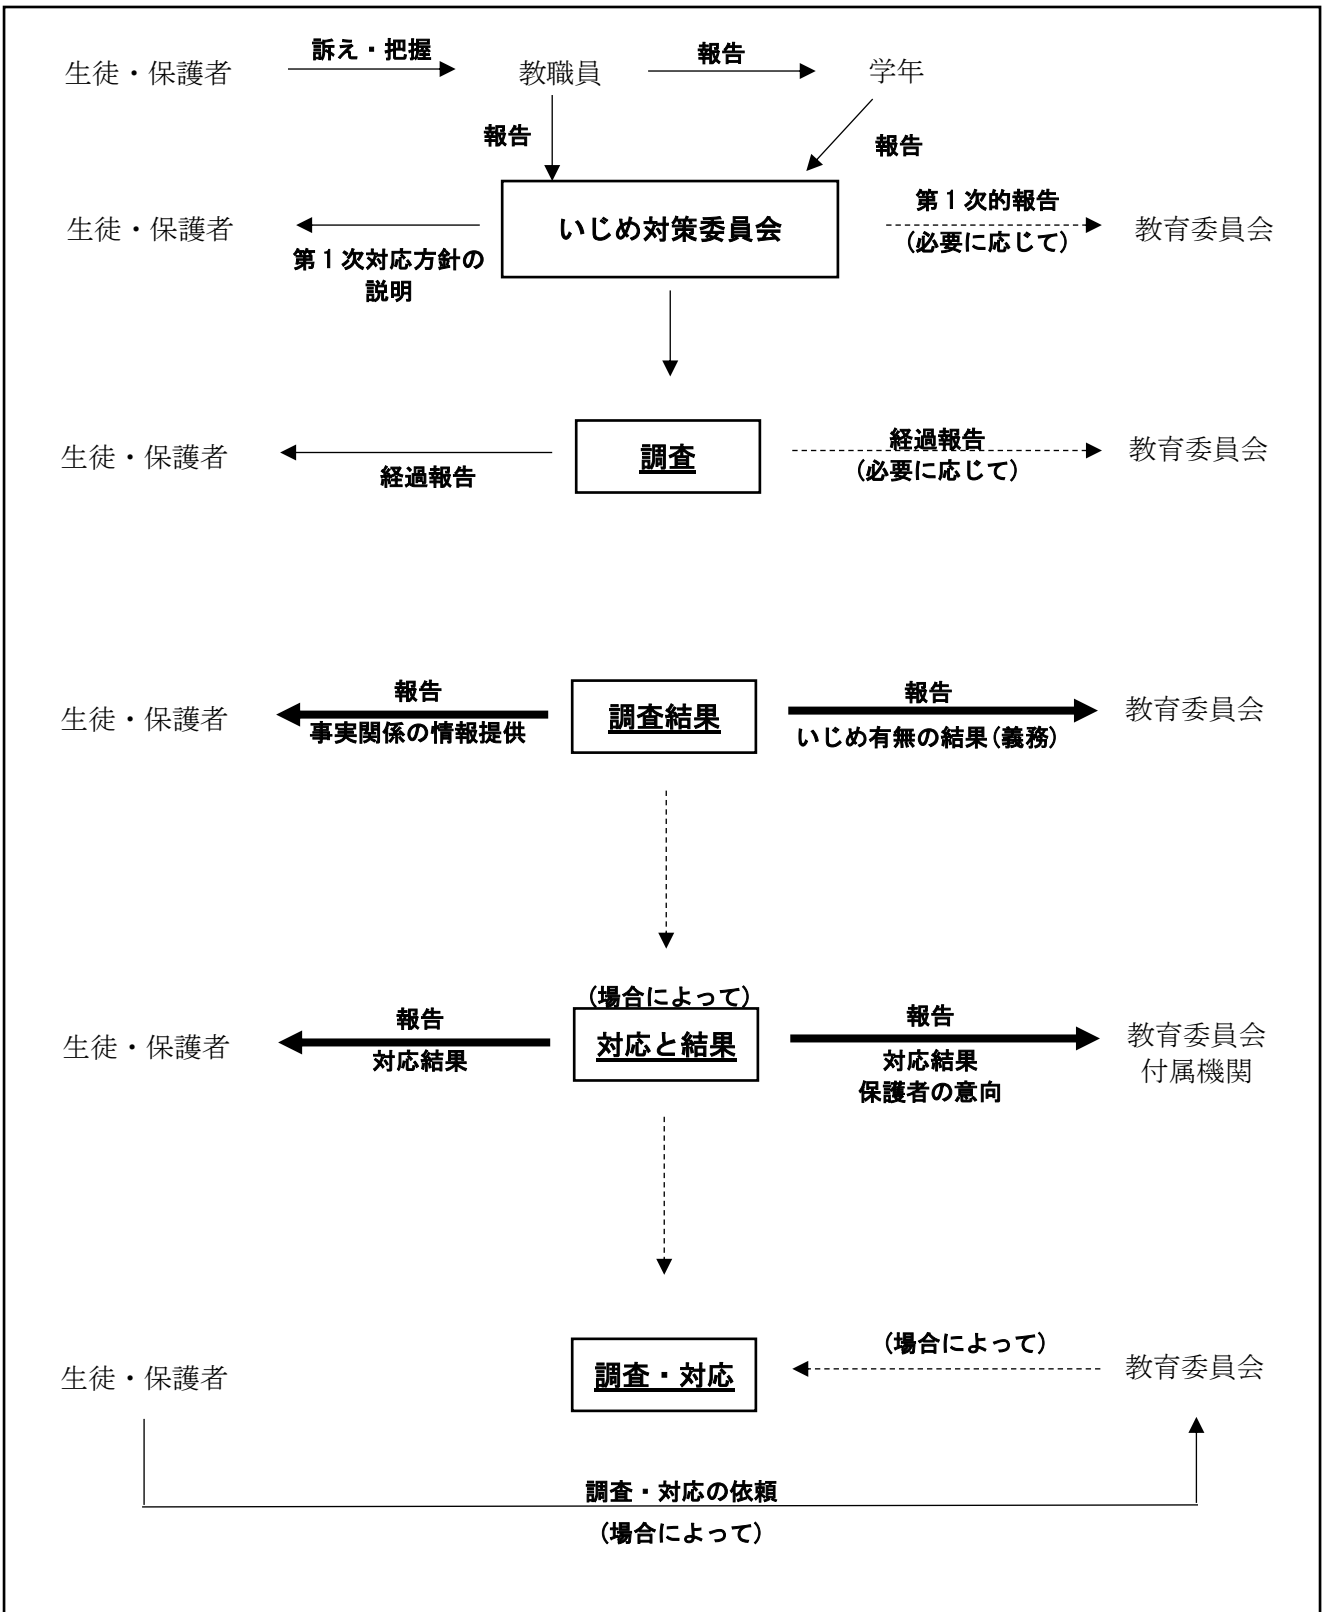 訴え・把握
生徒・保護者
教職員
報告
学年
報告
報告
生徒・保護者
第１次対応方針の
説明
いじめ対策委員会
第１次的報告
(必要に応じて)
教育委員会
生徒・保護者
経過報告
調査
経過報告
(必要に応じて)
教育委員会
生徒・保護者
報告
事実関係の情報提供
調査結果
報告
いじめ有無の結果(義務)
教育委員会
(場合によって)
生徒・保護者
報告
対応結果
対応と結果
報告
対応結果
保護者の意向
教育委員会
付属機関
生徒・保護者
調査・対応
(場合によって)
教育委員会
調査・対応の依頼
(場合によって)